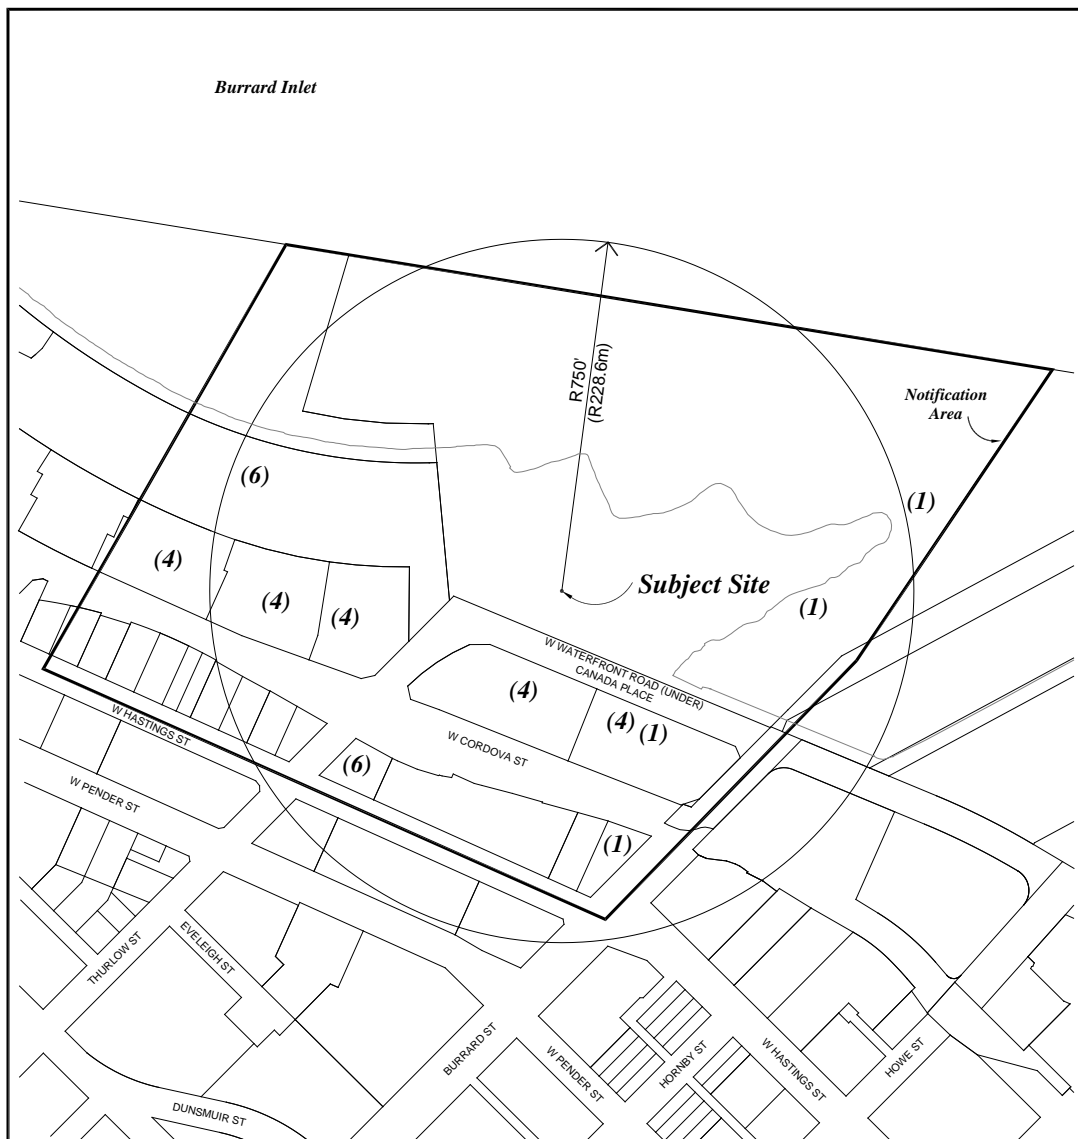 Burrard Inlet
R750'
(R228.6m)
Notification
Area
(6)
(1)
(4)
(4)
(4)
Subject Site
(1)
W WATERFRONT ROAD (UNDER)
CANADA PLACE
(4)
(4)
(1)
W HASTINGS ST
W CORDOVA ST
(6)
W PENDER ST
(1)
THURLOW ST
EVELEIGH ST
BURRARD ST
W PENDER ST
HORNBY ST
W HASTINGS ST
HOWE ST
DUNSMUIR ST